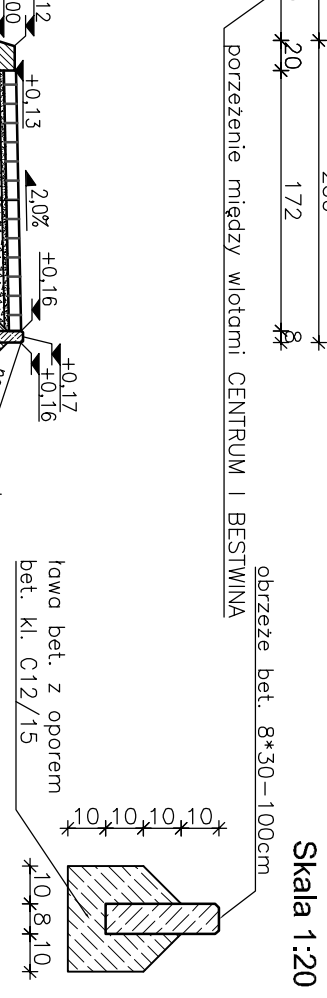 Skala 1:20
20
172
8
porzeżenie między wlotami CENTRUM I BESTWINA
obrzeże bet. 8*30-100cm
12
+0,13
2,0%
+0,16
+0,17
+0,16
ława bet. z oporem
bet. kl. C12/15
10 10 10 10
10 8 10